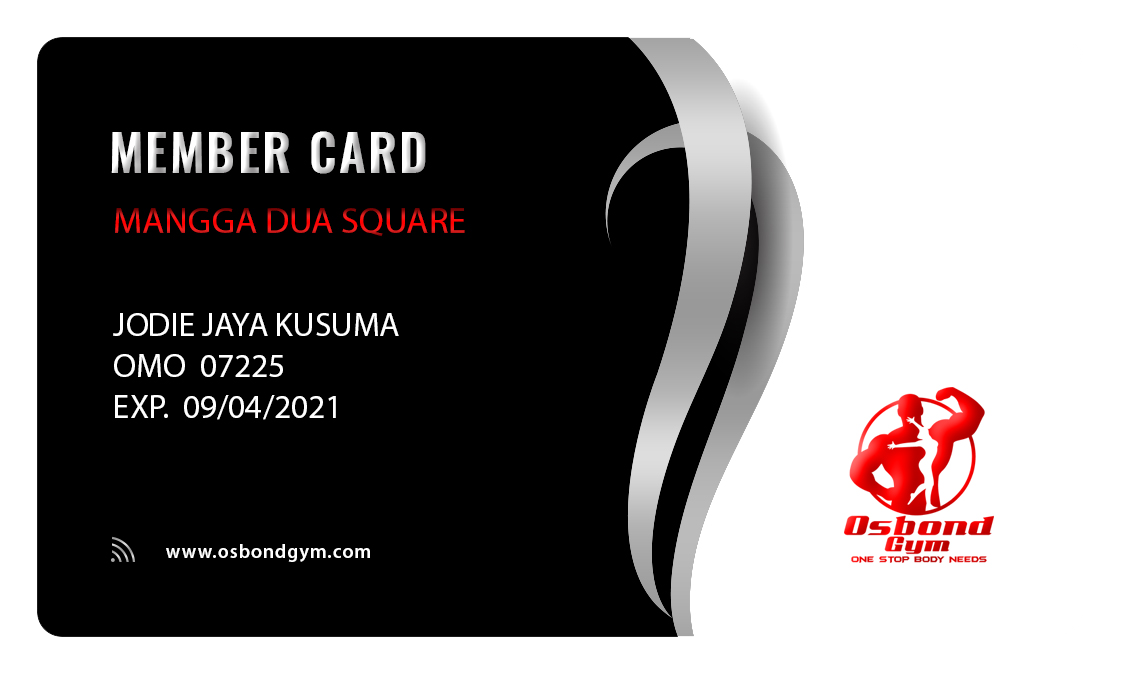 MEMBER CARD
MANGGA DUA SQUARE
JODIE JAYA KUSUMA
OMO 07225
EXP. 09/04/2021
www.osbondgym.com
Osbond
Gym
ONE STOP BODY NEEDS